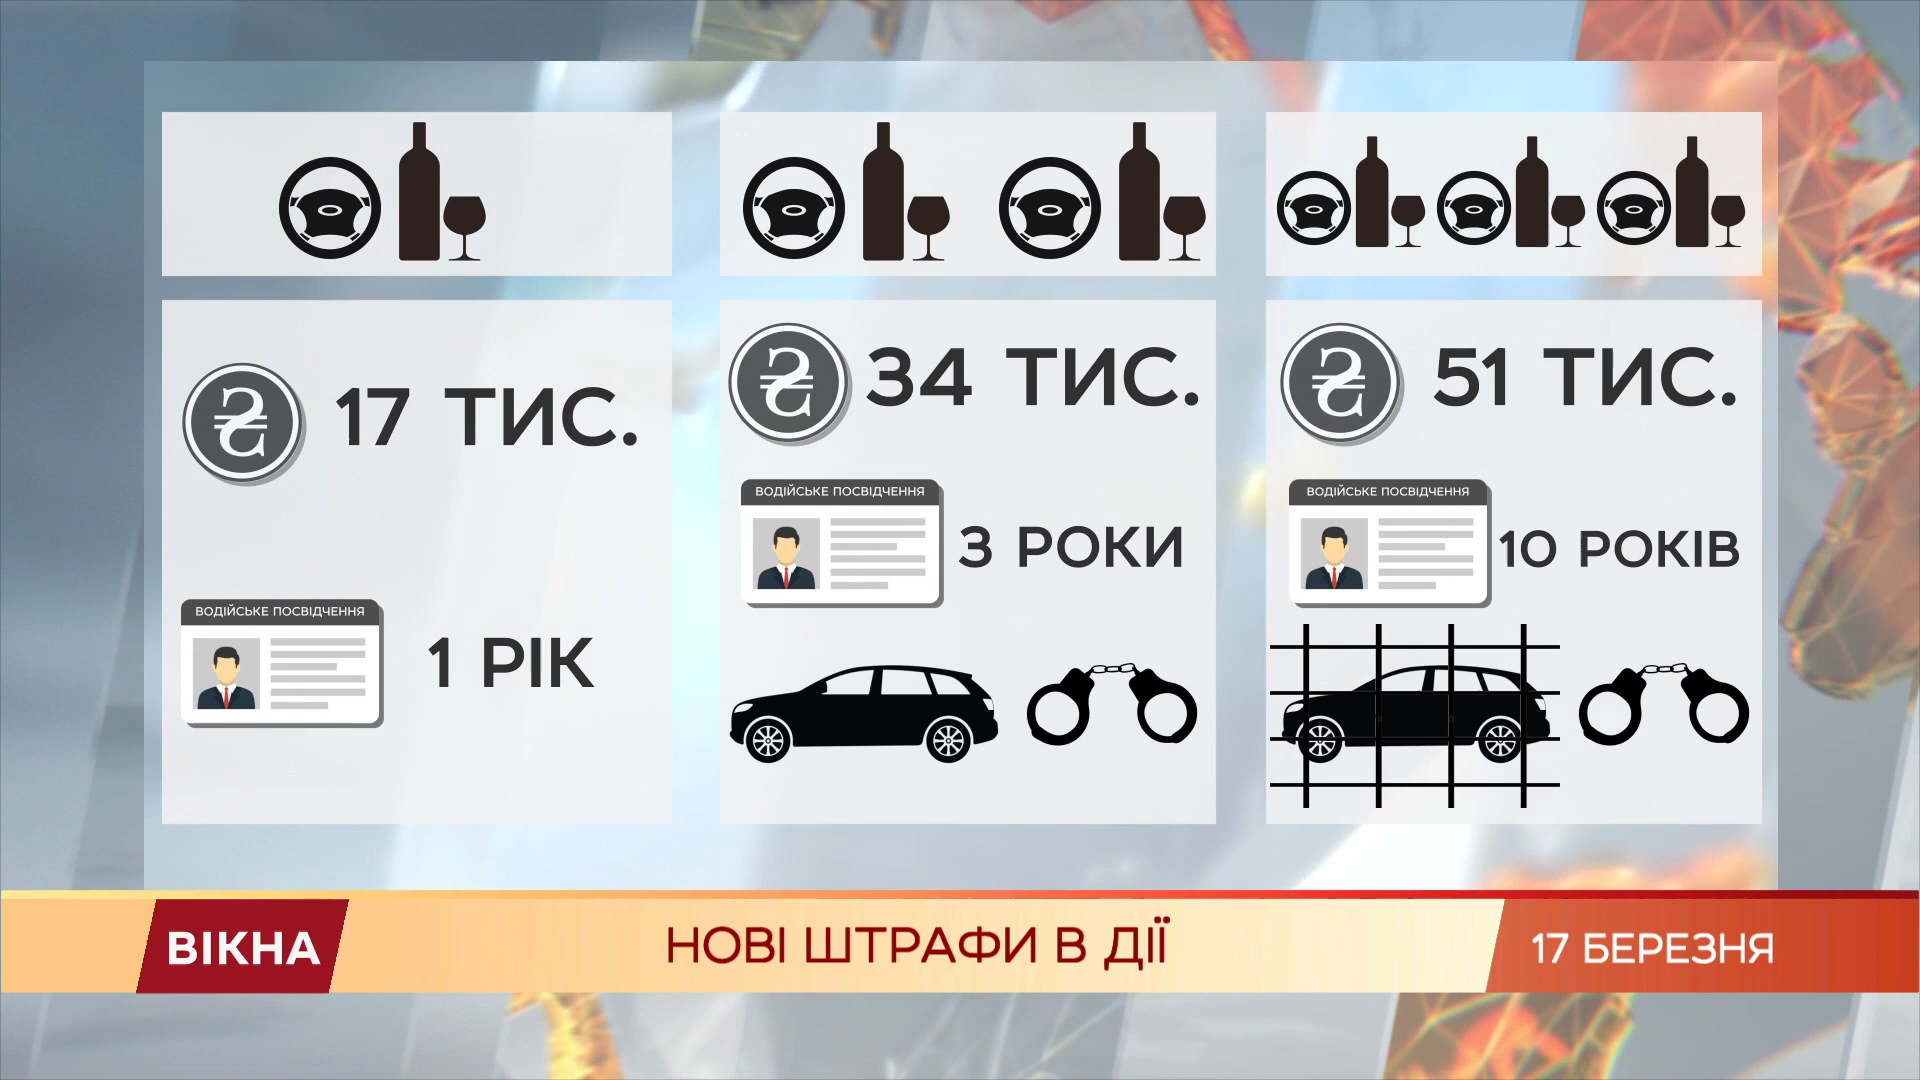 ₴ 17 ТИС.
ВОДІЙСЬКЕ ПОСВІДЧЕННЯ
1 РІК
₴ 34 ТИС.
ВОДІЙСЬКЕ ПОСВІДЧЕННЯ
3 РОКИ
₴ 51 ТИС.
ВОДІЙСЬКЕ ПОСВІДЧЕННЯ
10 РОКІВ
ВІКНА
НОВІ ШТРАФИ В ДІЇ
17 БЕРЕЗНЯ